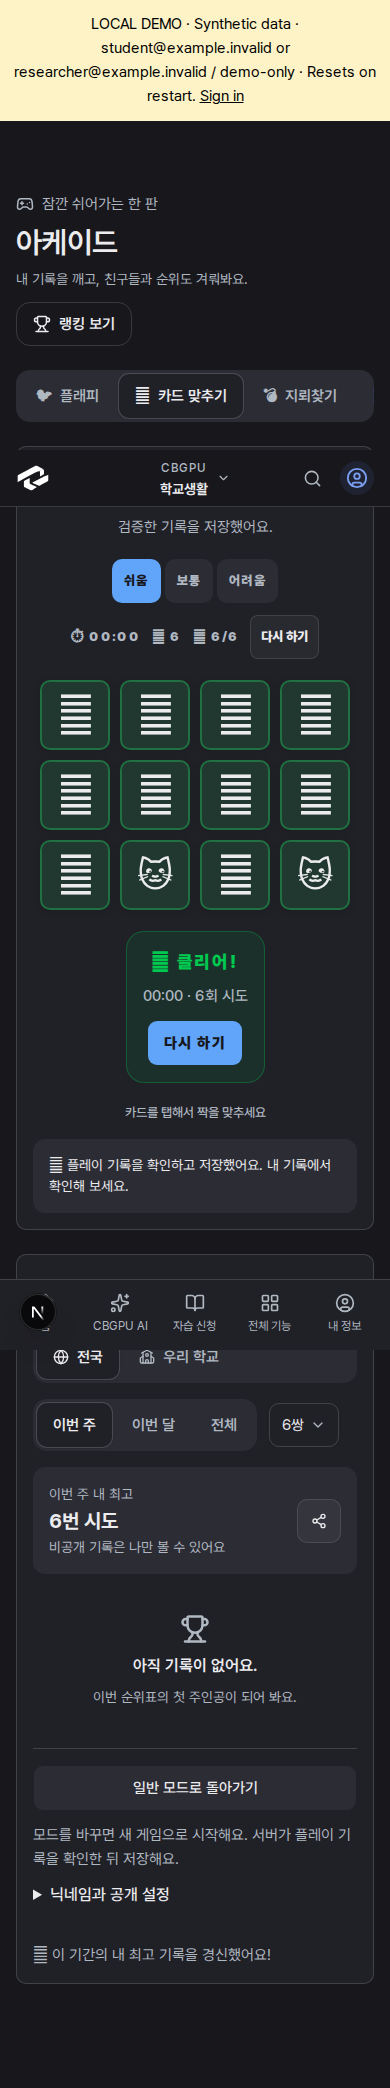 LOCAL DEMO · Synthetic data ·
student@example.invalid or
researcher@example.invalid / demo-only · Resets on
restart. Sign in
잠깐 쉬어가는 한 판
아케이드
내 기록을 깨고, 친구들과 순위도 겨뤄봐요.
랭킹 보기
플래피 카드 맞추기 지뢰찾기
CBGPU
학교생활
검증한 기록을 저장했어요.
쉬움 보통 어려움
00:00 6 6/6 다시 하기
클리어!
00:00 · 6회 시도
다시 하기
카드를 탭해서 짝을 맞추세요
플레이 기록을 확인하고 저장했어요. 내 기록에서
확인해 보세요.
N
CBGPU AI 자습 신청 전체 기능 내 정보
전국 우리 학교
이번 주 이번 달 전체 6쌍
이번 주 내 최고
6번 시도
비공개 기록은 나만 볼 수 있어요
아직 기록이 없어요.
이번 순위표의 첫 주인공이 되어 봐요.
일반 모드로 돌아가기
모드를 바꾸면 새 게임으로 시작해요. 서버가 플레이 기
록을 확인한 뒤 저장해요.
닉네임과 공개 설정
이 기간의 내 최고 기록을 경신했어요!